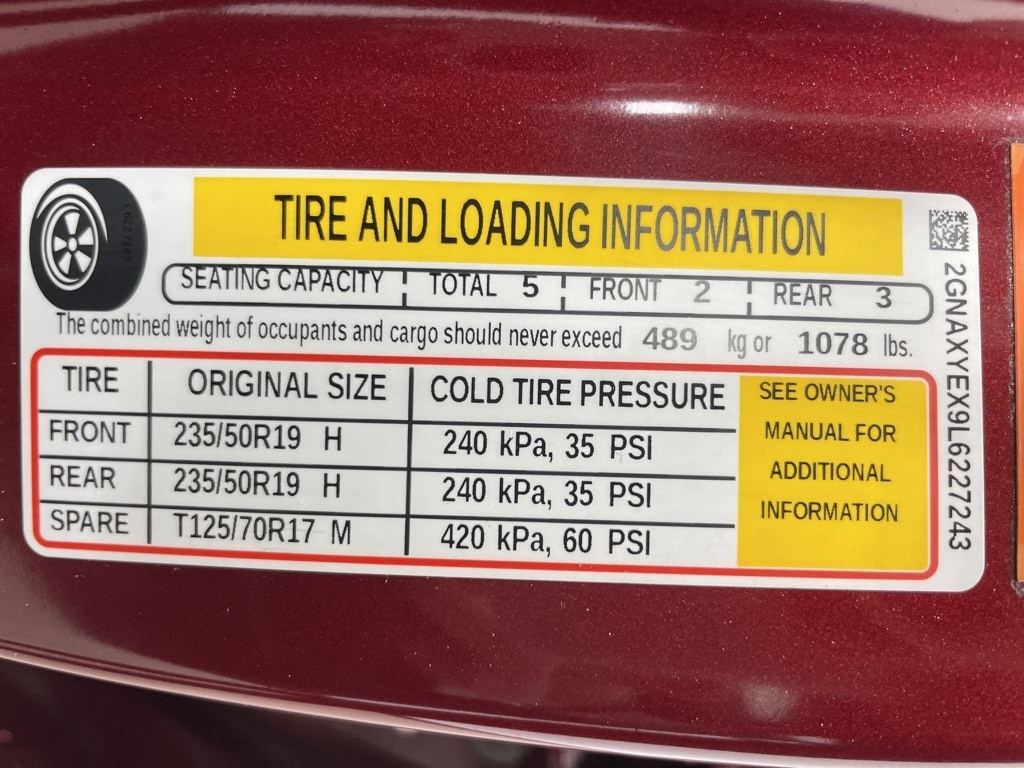 TIRE AND LOADING INFORMATION
SEATING CAPACITY TOTAL 5 FRONT 2 REAR 3
The combined weight of occupants and cargo should never exceed 489 kg or 1078 lbs.
TIRE ORIGINAL SIZE COLD TIRE PRESSURE
FRONT 235/50R19 H 240 kPa, 35 PSI
REAR 235/50R19 H 240 kPa, 35 PSI
SPARE T125/70R17 M 420 kPa, 60 PSI
SEE OWNER'S
MANUAL FOR
ADDITIONAL
INFORMATION
2GNAXYEX9L6227243